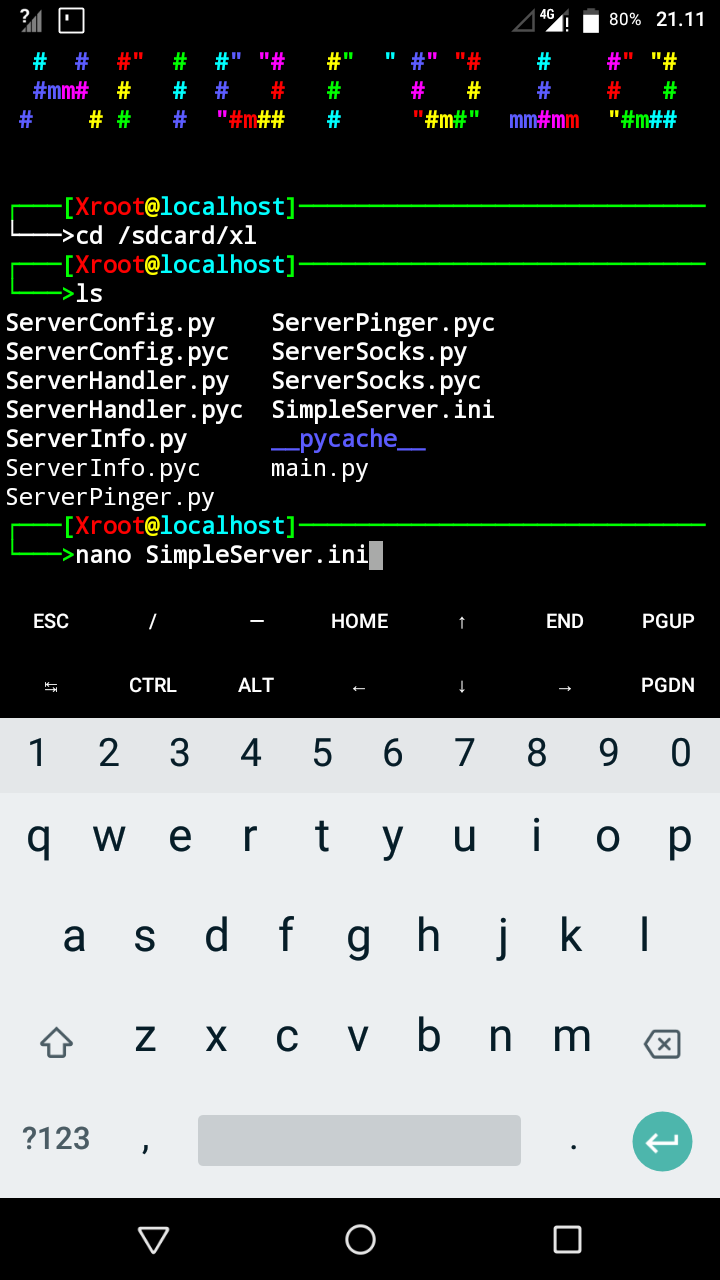 ? 4G ! 80% 21.11
[Xroot@localhost]
>cd /sdcard/xl
[Xroot@localhost]
>ls
ServerConfig.py ServerPinger.pyc
ServerConfig.pyc ServerSocks.py
ServerHandler.py ServerSocks.pyc
ServerHandler.pyc SimpleServer.ini
ServerInfo.py __pycache__
ServerInfo.pyc main.py
ServerPinger.py
[Xroot@localhost]
>nano SimpleServer.ini
ESC / — HOME ↑ END PGUP
↹ CTRL ALT ← ↓ → PGDN
1 2 3 4 5 6 7 8 9 0
q w e r t y u i o p
a s d f g h j k l
z x c v b n m
?123 , .